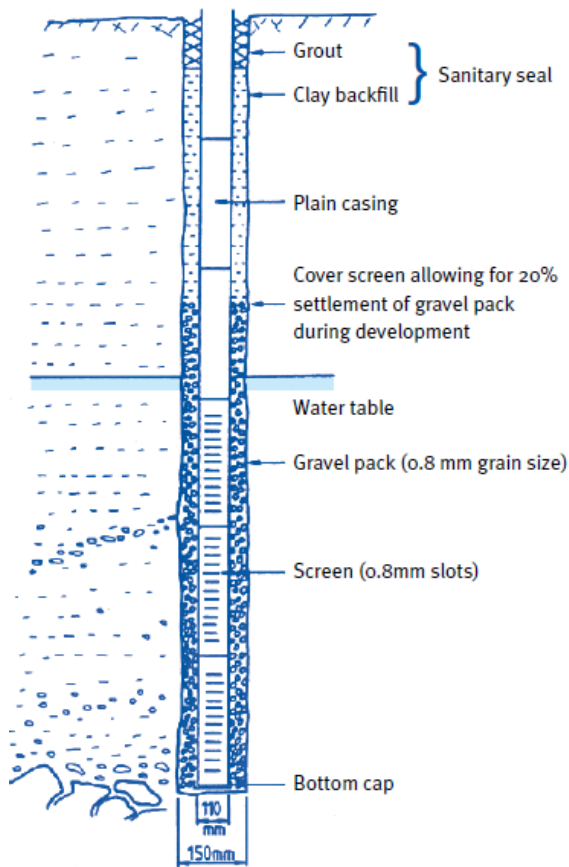 Grout
Sanitary seal
Clay backfill
Plain casing
Cover screen allowing for 20%
settlement of gravel pack
during development
Water table
Gravel pack (0.8 mm grain size)
Screen (0.8mm slots)
Bottom cap
110
mm
150mm